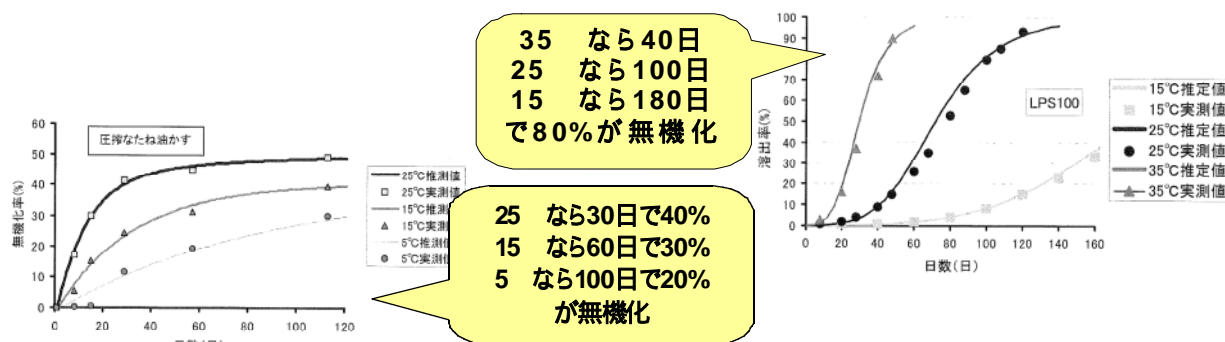 圧搾なたね油かす
無機化率(%)
60
50
40
30
20
10
0
0 20 40 60 80 100 120
25℃推測値
25℃実測値
15℃推測値
15℃実測値
5℃推測値
5℃実測値
35 なら40日
25 なら100日
15 なら180日
で80%が無機化
25 なら30日で40%
15 なら60日で30%
5 なら100日で20%
が無機化
溶出率(%)
100
90
80
70
60
50
40
30
20
10
0
0 20 40 60 80 100 120 140 160
日数(日)
LPS100
15℃推定値
15℃実測値
25℃推定値
25℃実測値
35℃推定値
35℃実測値